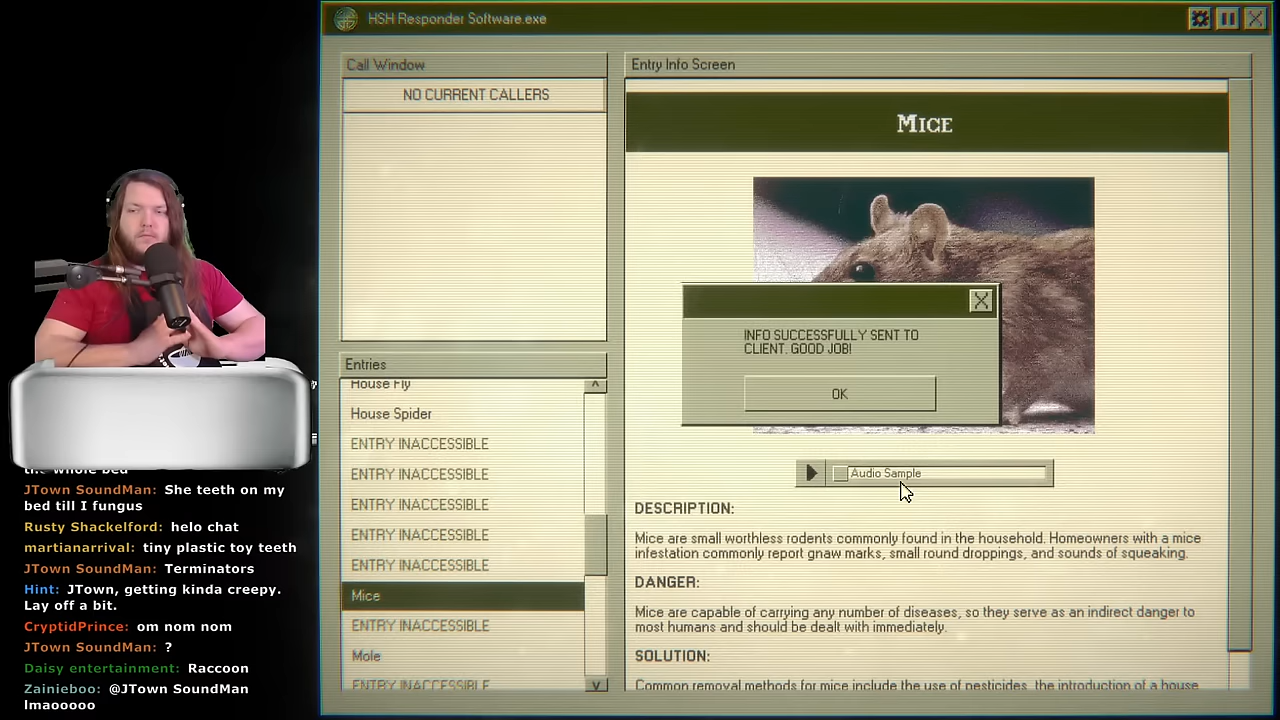 HSH Responder Software.exe
Call Window
NO CURRENT CALLERS
Entries
House Fly
House Spider
ENTRY INACCESSIBLE
ENTRY INACCESSIBLE
ENTRY INACCESSIBLE
ENTRY INACCESSIBLE
ENTRY INACCESSIBLE
Mice
ENTRY INACCESSIBLE
Mole
ENTRY INACCESSIBLE
Entry Info Screen
MICE
INFO SUCCESSFULLY SENT TO
CLIENT. GOOD JOB!
OK
Audio Sample
DESCRIPTION:
Mice are small worthless rodents commonly found in the household. Homeowners with a mice
infestation commonly report gnaw marks, small round droppings, and sounds of squeaking.
DANGER:
Mice are capable of carrying any number of diseases, so they serve as an indirect danger to
most humans and should be dealt with immediately.
SOLUTION:
Common removal methods for mice include the use of pesticides, the introduction of a house
the whole bed
JTown SoundMan: She teeth on my
bed till I fungus
Rusty Shackelford: helo chat
martianarrival: tiny plastic toy teeth
JTown SoundMan: Terminators
Hint: JTown, getting kinda creepy.
Lay off a bit.
CryptidPrince: om nom nom
JTown SoundMan: ?
Daisy entertainment: Raccoon
Zainieboo: @JTown SoundMan
lmaooooo